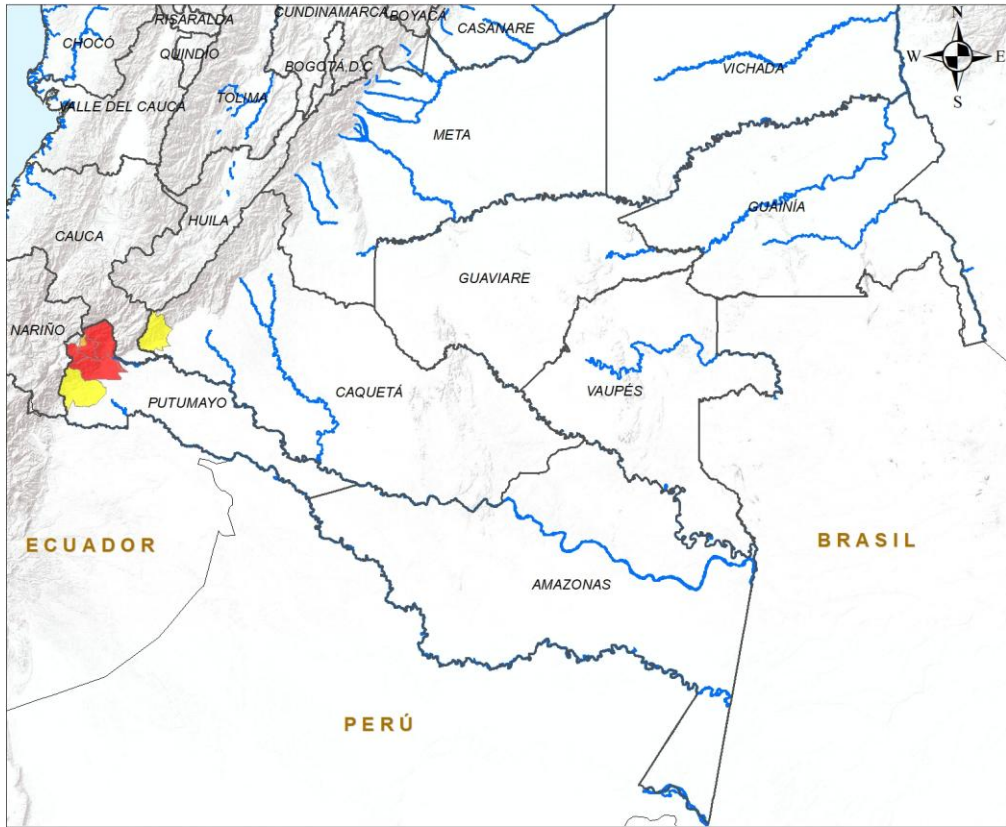 CUNDINAMARCA
BOYACÁ
RISARALDA
CASANARE
N
CHOCÓ
QUINDÍO
W
E
BOGOTÁ D.C
VICHADA
VALLE DEL CAUCA
TOLIMA
S
META
GUAINÍA
HUILA
CAUCA
GUAVIARE
NARIÑO
CAQUETÁ
VAUPÉS
PUTUMAYO
ECUADOR
BRASIL
AMAZONAS
PERÚ